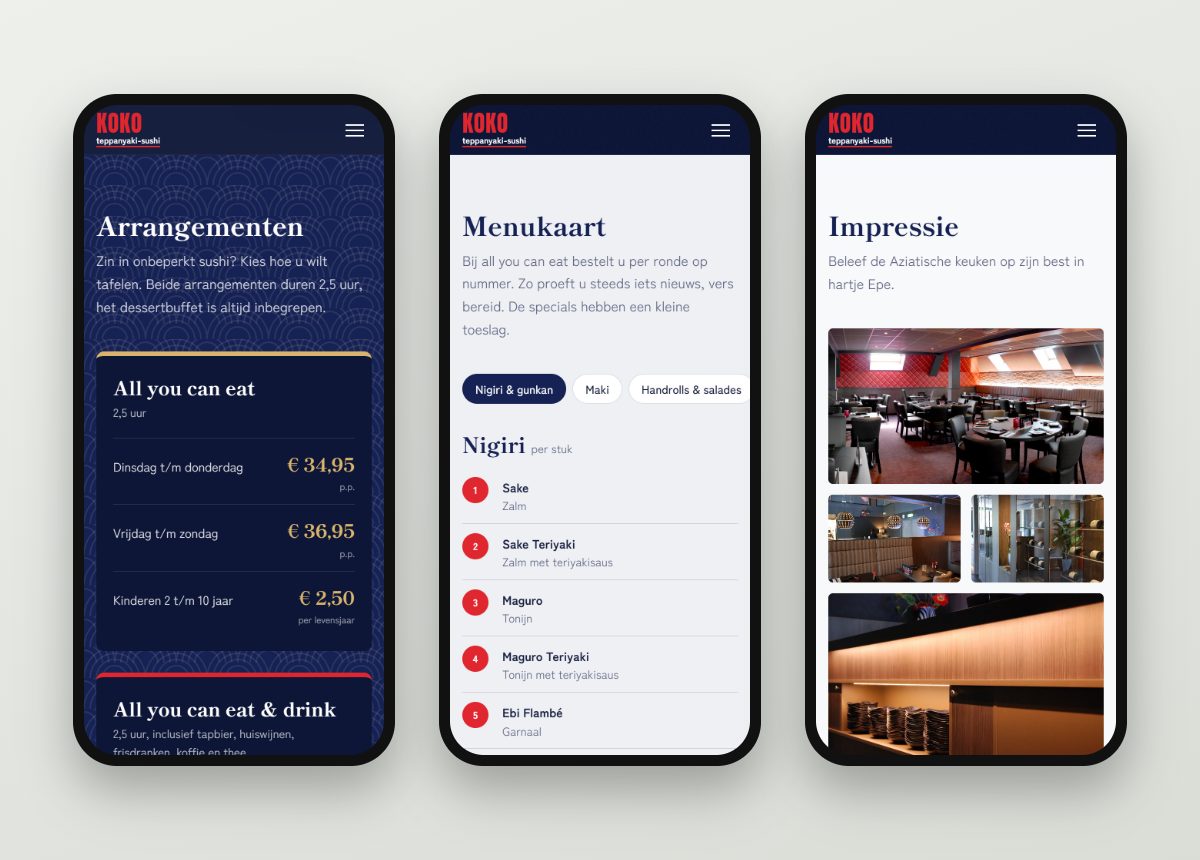 KOKO
teppanyaki-sushi
Arrangementen
Zin in onbeperkt sushi? Kies hoe u wilt
tafelen. Beide arrangementen duren 2,5 uur,
het dessertbuffet is altijd inbegrepen.
All you can eat
2,5 uur
Dinsdag t/m donderdag
€ 34,95
p.p.
Vrijdag t/m zondag
€ 36,95
p.p.
Kinderen 2 t/m 10 jaar
€ 2,50
per levensjaar
All you can eat & drink
2,5 uur, inclusief tapbier, huiswijnen,
frisdranken, koffie en thee
KOKO
teppanyaki-sushi
Menukaart
Bij all you can eat bestelt u per ronde op
nummer. Zo proeft u steeds iets nieuws, vers
bereid. De specials hebben een kleine
toeslag.
Nigiri & gunkan
Maki
Handrolls & salades
Nigiri per stuk
1
Sake
Zalm
2
Sake Teriyaki
Zalm met teriyakisaus
3
Maguro
Tonijn
4
Maguro Teriyaki
Tonijn met teriyakisaus
5
Ebi Flambé
Garnaal
KOKO
teppanyaki-sushi
Impressie
Beleef de Aziatische keuken op zijn best in
hartje Epe.